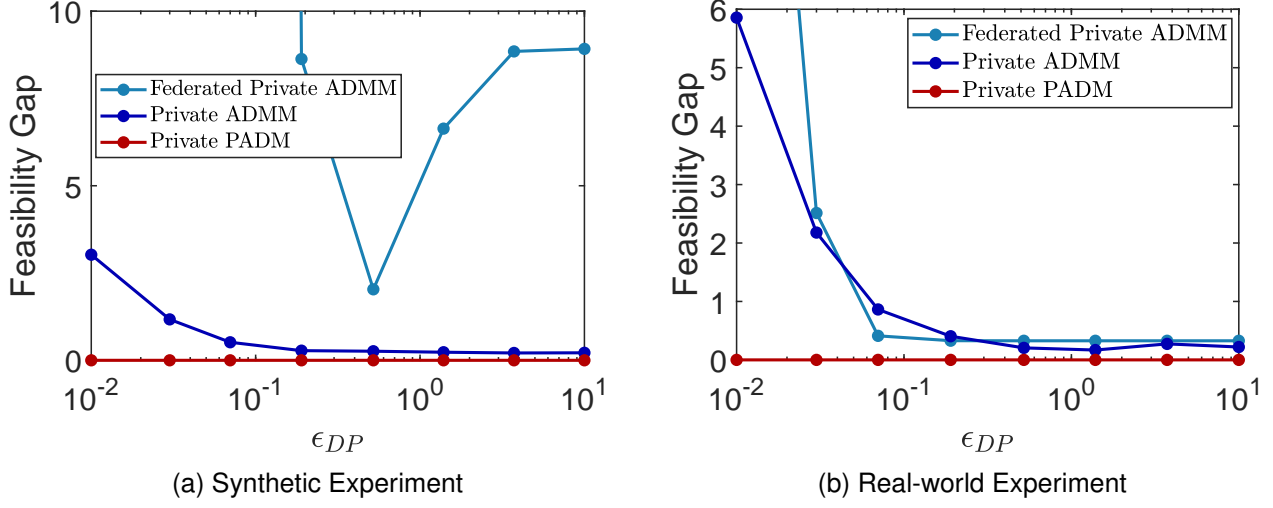 10
5
0
Feasibility Gap
Federated Private ADMM
Private ADMM
Private PADM
10^-2
10^-1
10^0
10^1
ϵ_DP
(a) Synthetic Experiment
6
5
4
3
2
1
0
Feasibility Gap
Federated Private ADMM
Private ADMM
Private PADM
10^-2
10^-1
10^0
10^1
ϵ_DP
(b) Real-world Experiment